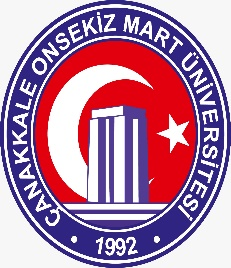 ÇANAKKALE ONSEKİZ MART ÜNİVERSİTESİ
• 1992 •